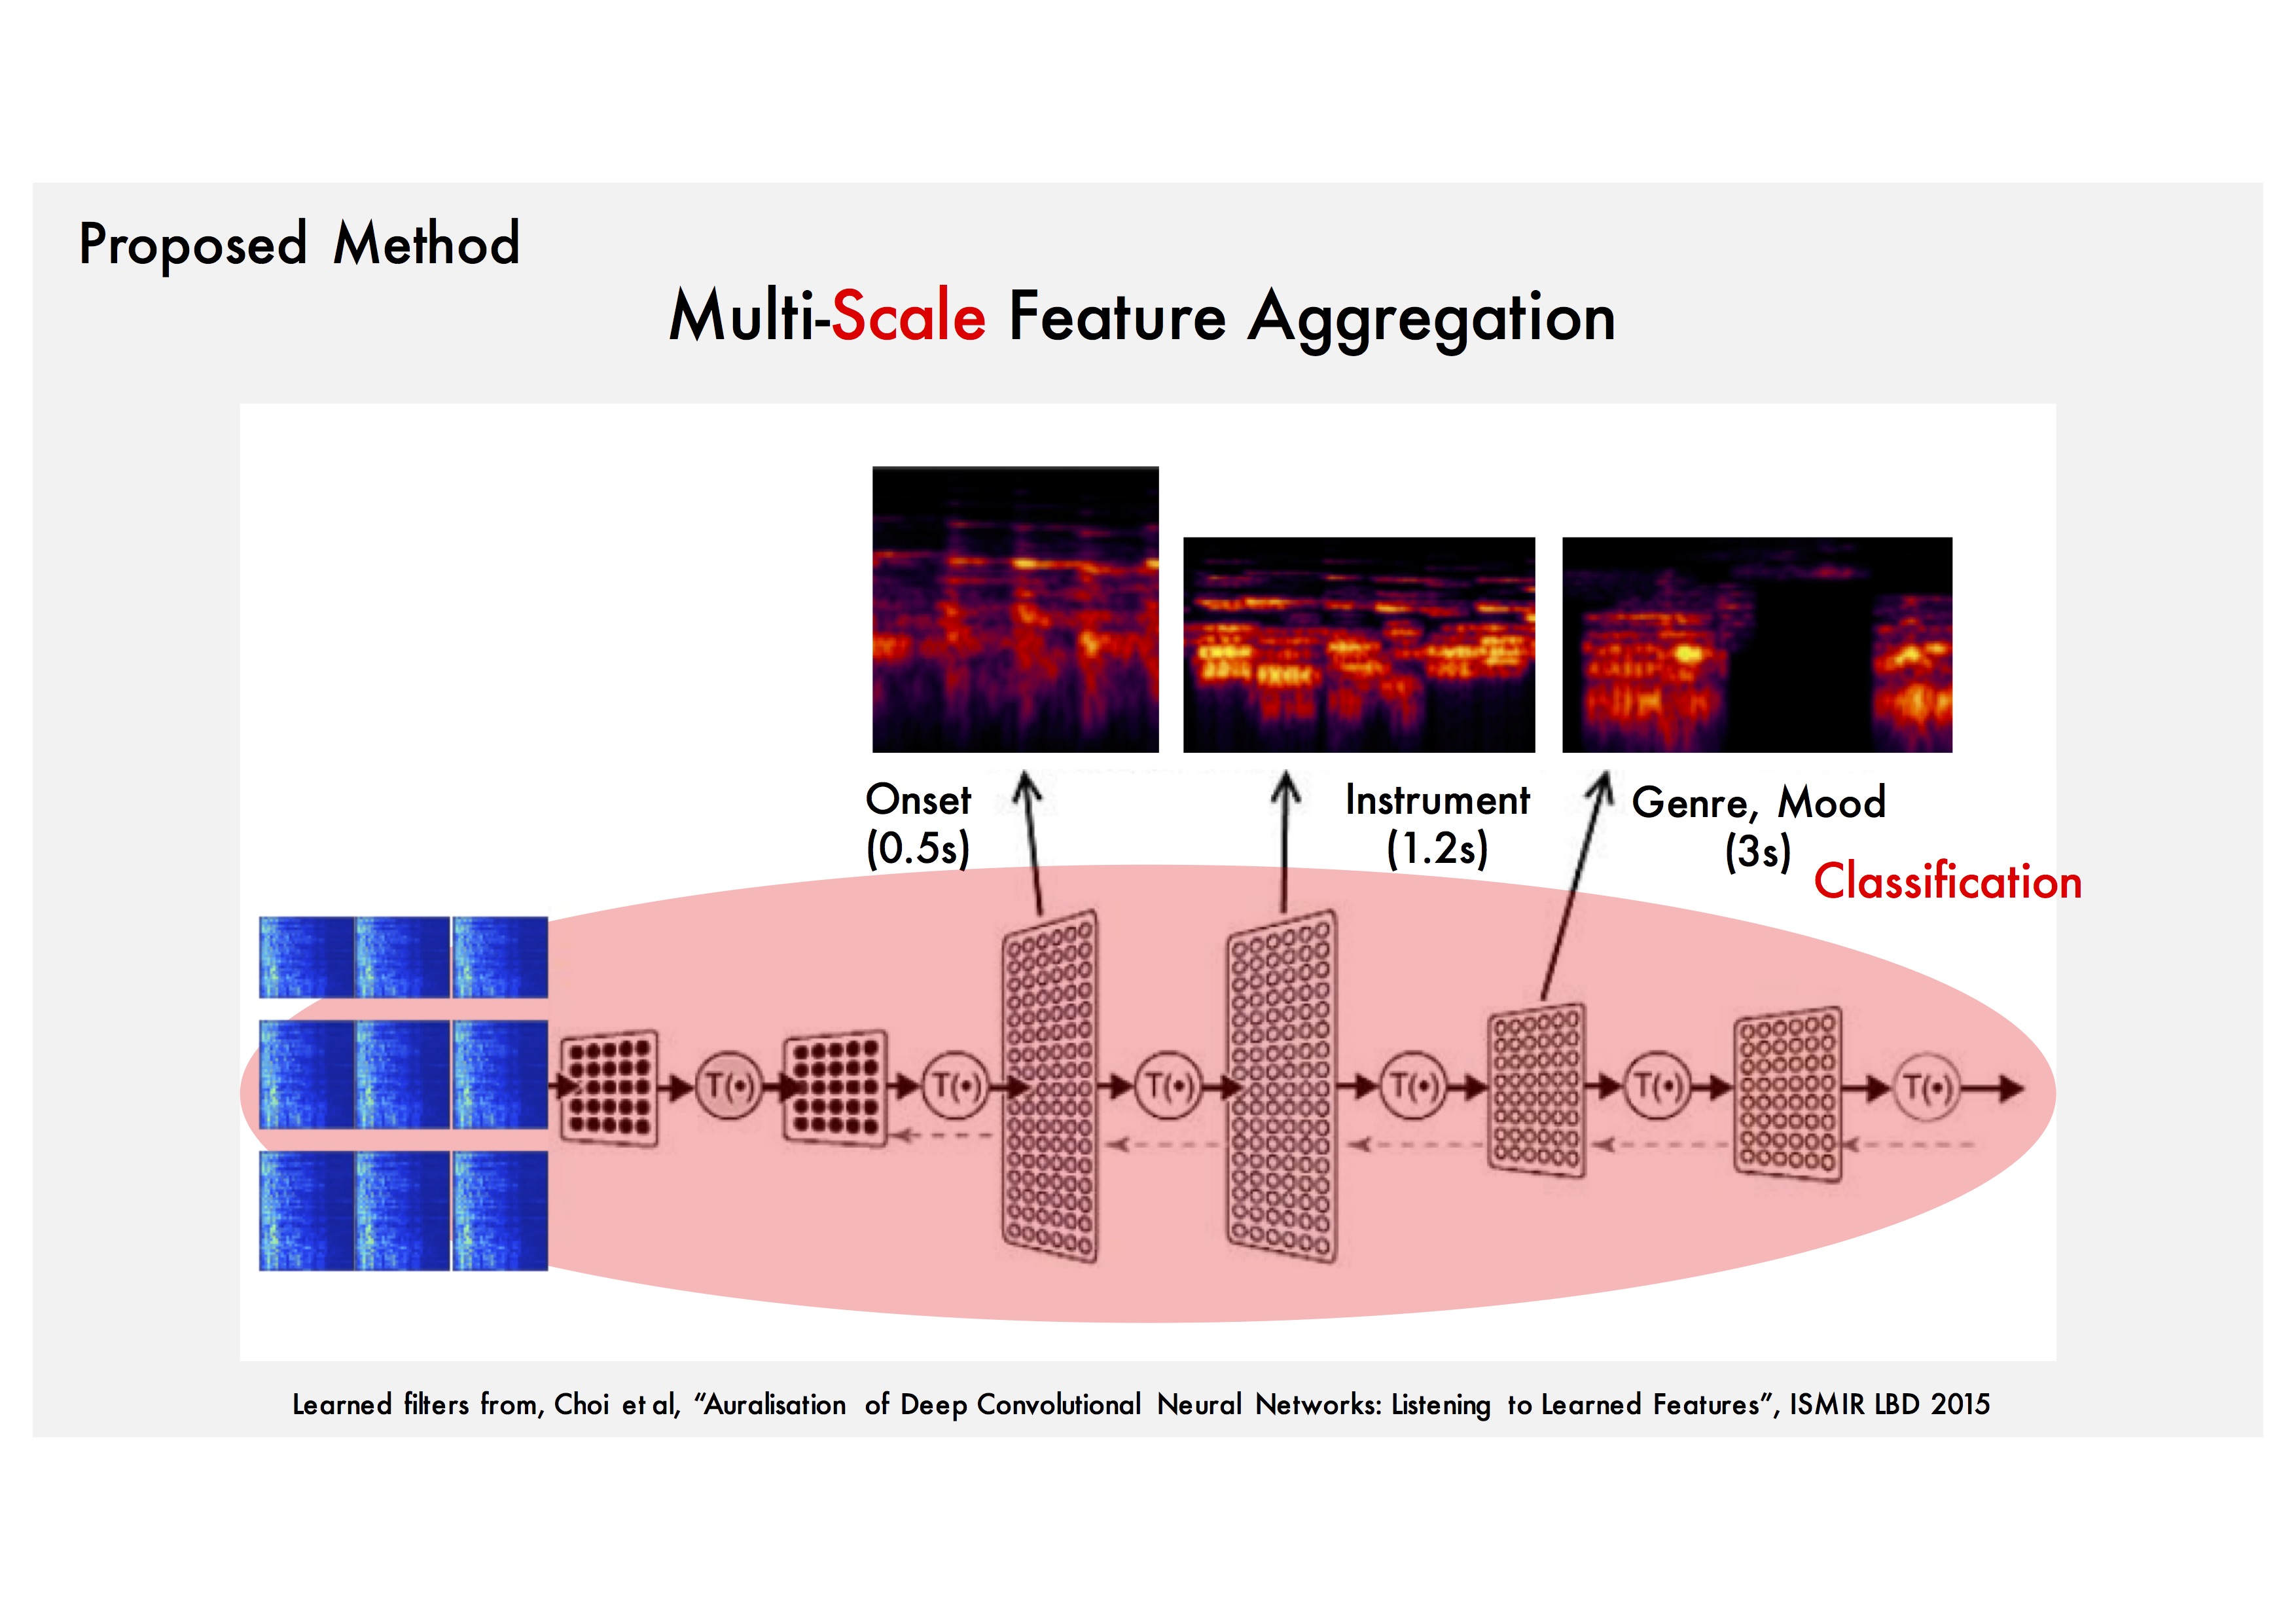 Proposed Method
Multi-Scale Feature Aggregation
Onset
(0.5s)
Instrument
(1.2s)
Genre, Mood
(3s)
Classification
T(•)
T(•)
T(•)
T(•)
T(•)
T(•)
Learned filters from, Choi et al, “Auralisation of Deep Convolutional Neural Networks: Listening to Learned Features”, ISMIR LBD 2015